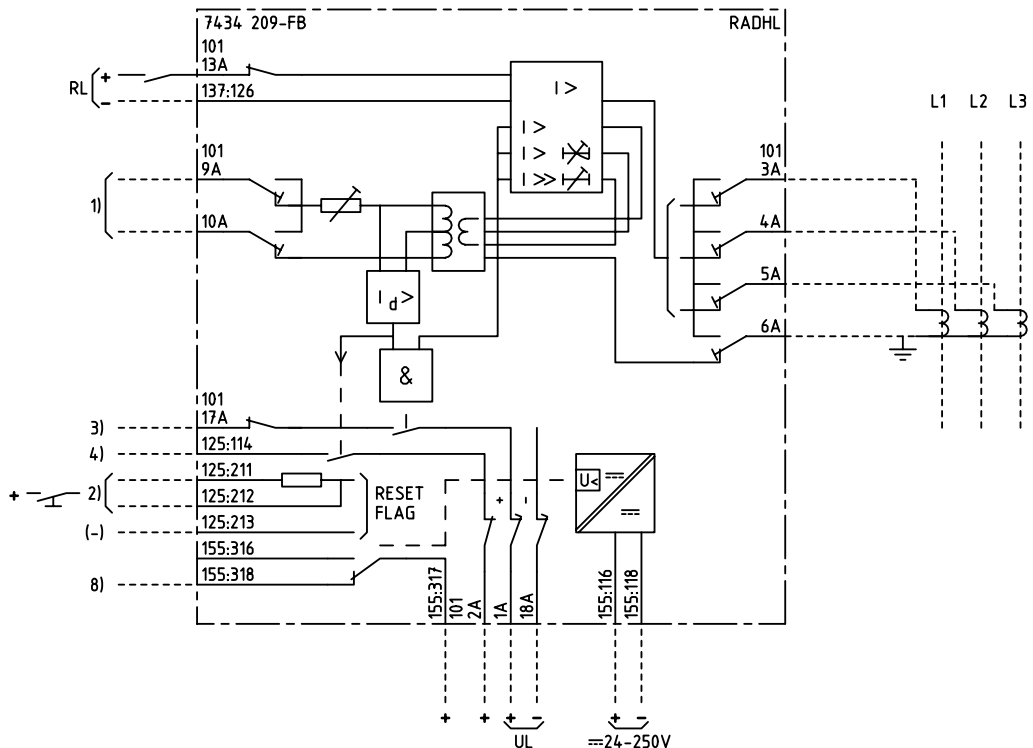 7434 209-FB RADHL
101
13A
RL + -
137:126
I>
I>
I>
I>>
L1 L2 L3
101
9A
1)
10A
101
3A
4A
5A
6A
I d >
&
101
17A
3)
125:114
4)
125:211
+ 2)
125:212
RESET
FLAG
125:213
(-)
155:316
155:318
8)
+ -
U<
155:317
101
2A
1A
18A
155:116
155:118
+ + + - + -
UL
24-250V